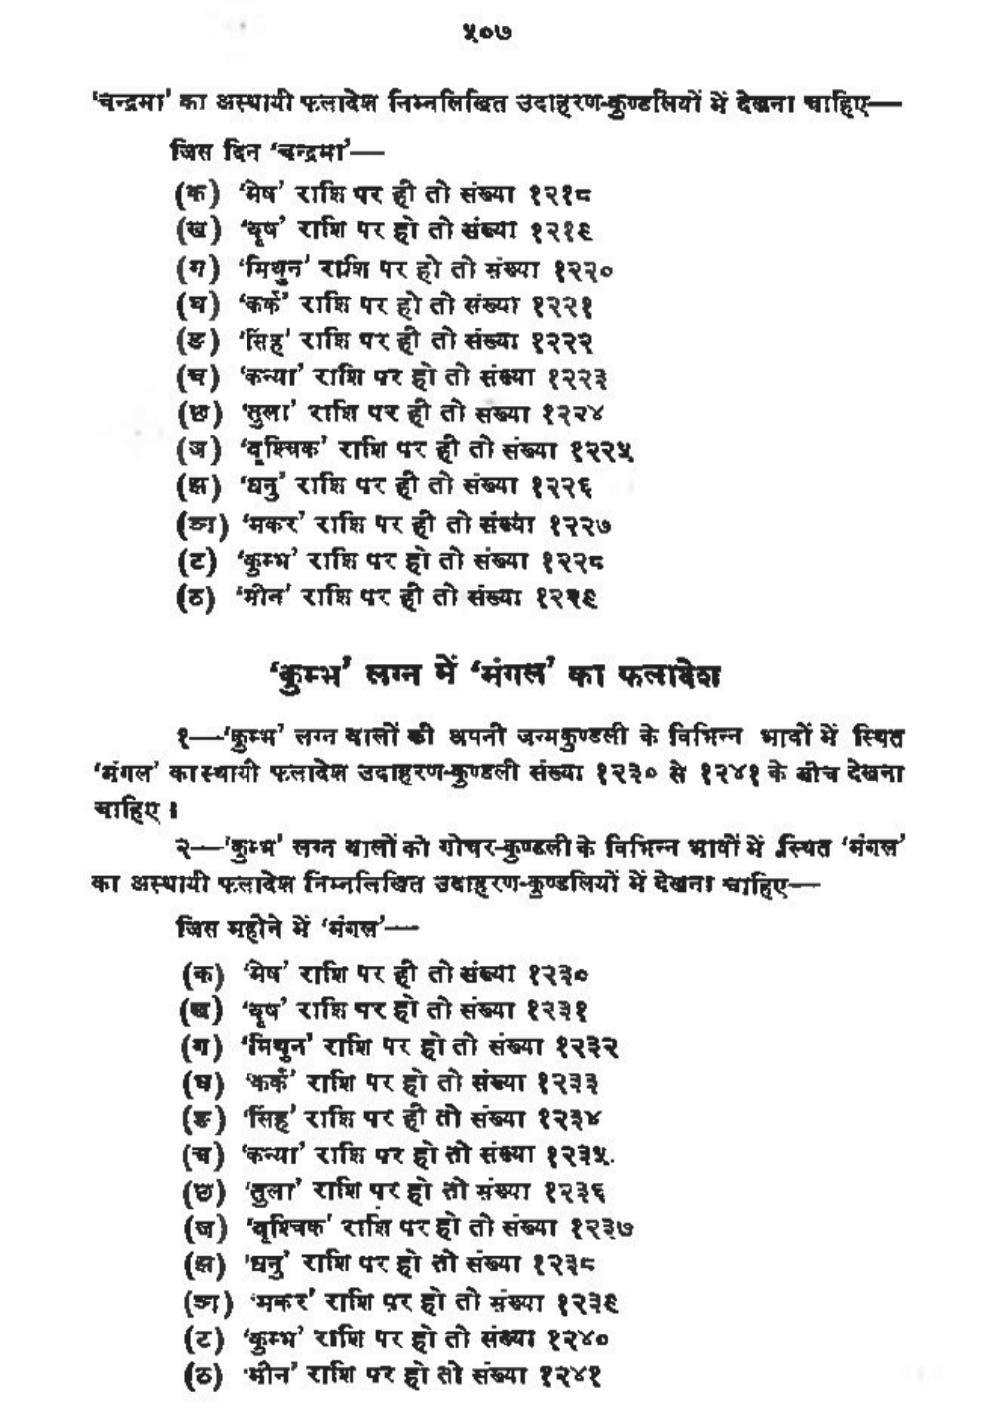 ५०७
'चन्द्रमा' का अस्थायी फलादेश निम्नलिखित उदाहरण-कुण्डलियों में देखना चाहिए—
जिस दिन 'चन्द्रमा'—
(क) 'मेष' राशि पर हो तो संख्या १२१८
(ख) 'वृष' राशि पर हो तो संख्या १२१९
(ग) 'मिथुन' राशि पर हो तो संख्या १२२०
(घ) 'कर्क' राशि पर हो तो संख्या १२२१
(ङ) 'सिंह' राशि पर हो तो संख्या १२२२
(च) 'कन्या' राशि पर हो तो संख्या १२२३
(छ) 'तुला' राशि पर हो तो संख्या १२२४
(ज) 'वृश्चिक' राशि पर हो तो संख्या १२२५
(झ) 'धनु' राशि पर हो तो संख्या १२२६
(ञ) 'मकर' राशि पर हो तो संख्या १२२७
(ट) 'कुम्भ' राशि पर हो तो संख्या १२२८
(ठ) 'मीन' राशि पर हो तो संख्या १२२९
'कुम्भ' लग्न में 'मंगल' का फलादेश
१—'कुम्भ' लग्न वालों की अपनी जन्मकुण्डली के विभिन्न भावों में स्थित
'मंगल' का स्थायी फलादेश उदाहरण-कुण्डली संख्या १२३० से १२४१ के बीच देखना
चाहिए।
२—'कुम्भ' लग्न वालों को गोचर-कुण्डली के विभिन्न भावों में स्थित 'मंगल'
का अस्थायी फलादेश निम्नलिखित उदाहरण-कुण्डलियों में देखना चाहिए—
जिस महीने में 'मंगल'—
(क) 'मेष' राशि पर हो तो संख्या १२३०
(ख) 'वृष' राशि पर हो तो संख्या १२३१
(ग) 'मिथुन' राशि पर हो तो संख्या १२३२
(घ) 'कर्क' राशि पर हो तो संख्या १२३३
(ङ) 'सिंह' राशि पर हो तो संख्या १२३४
(च) 'कन्या' राशि पर हो तो संख्या १२३५
(छ) 'तुला' राशि पर हो तो संख्या १२३६
(ज) 'वृश्चिक' राशि पर हो तो संख्या १२३७
(झ) 'धनु' राशि पर हो तो संख्या १२३८
(ञ) 'मकर' राशि पर हो तो संख्या १२३९
(ट) 'कुम्भ' राशि पर हो तो संख्या १२४०
(ठ) 'मीन' राशि पर हो तो संख्या १२४१